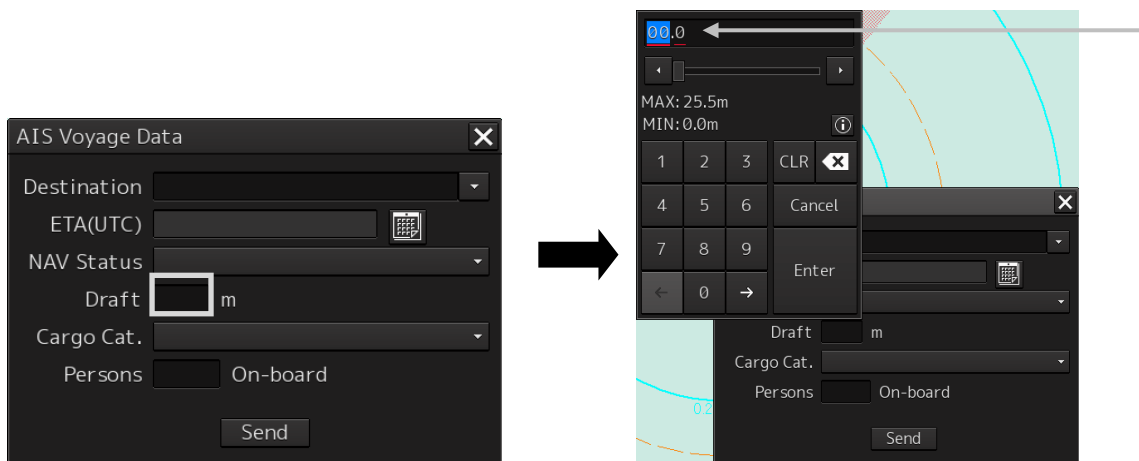 AIS Voyage Data
Destination
ETA(UTC)
NAV Status
Draft m
Cargo Cat.
Persons On-board
Send
00.0
MAX:25.5m
MIN:0.0m
1 2 3 CLR
4 5 6 Cancel
7 8 9
Enter
← 0 →
Draft m
Cargo Cat.
Persons On-board
0.2
Send